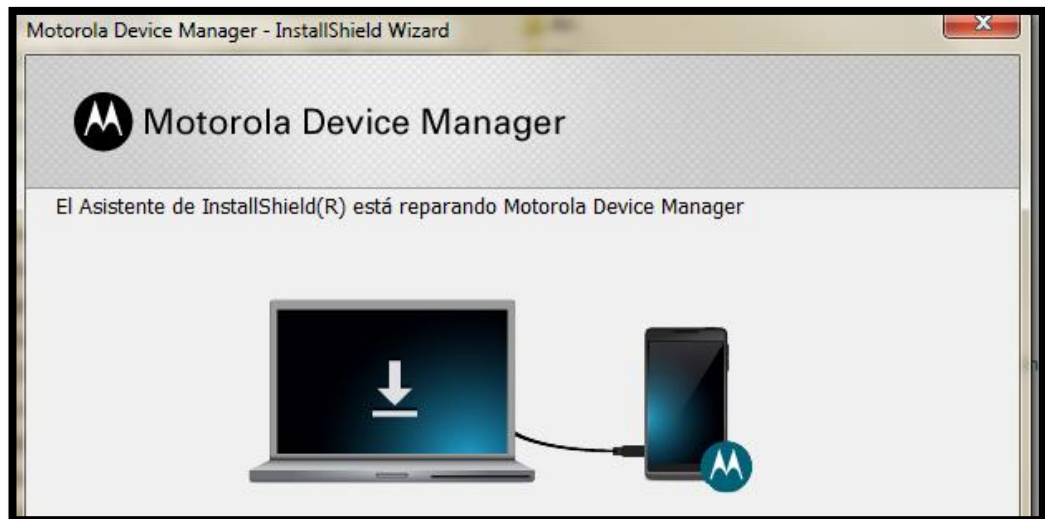 Motorola Device Manager - InstallShield Wizard
Motorola Device Manager
El Asistente de InstallShield(R) está reparando Motorola Device Manager